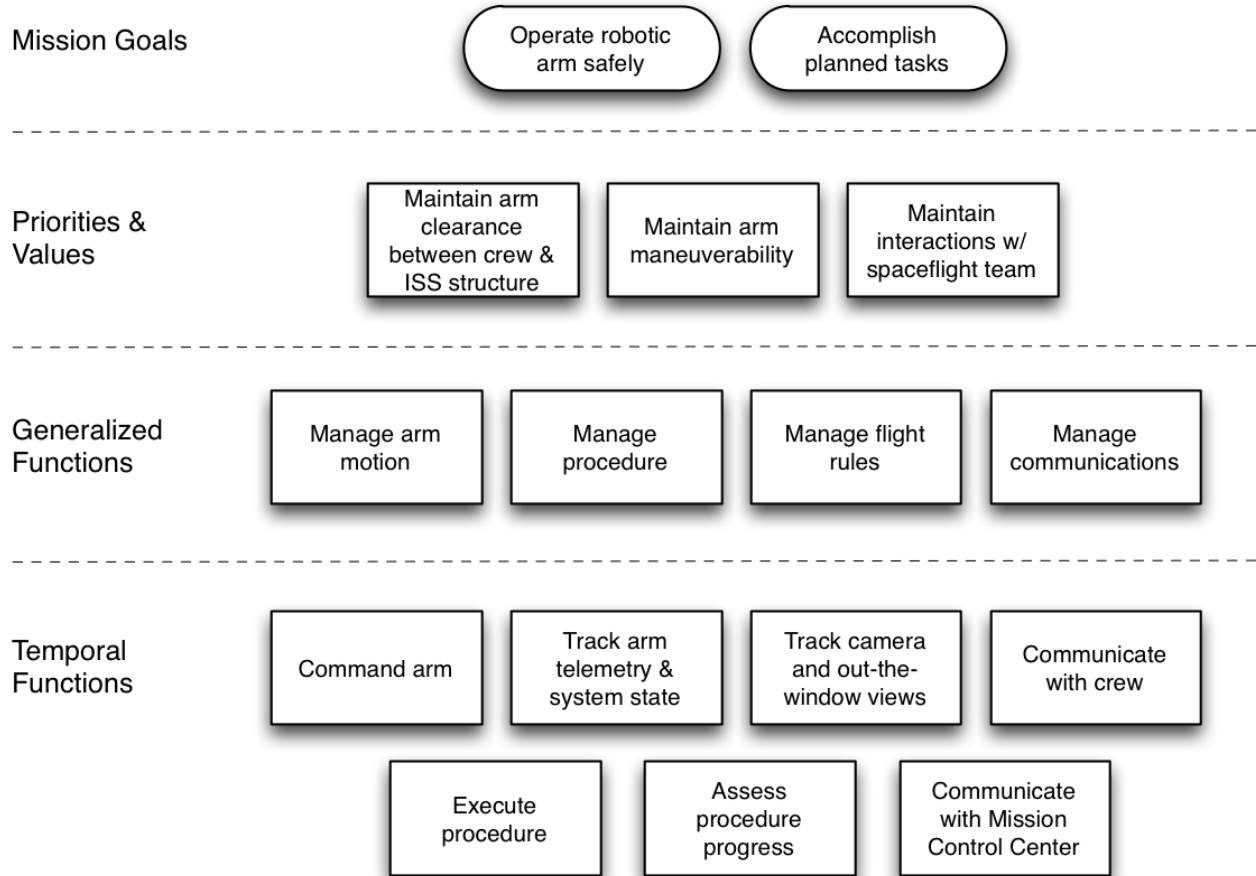 Mission Goals
Operate robotic
arm safely
Accomplish
planned tasks
Priorities &
Values
Maintain arm
clearance
between crew &
ISS structure
Maintain arm
maneuverability
Maintain
interactions w/
spaceflight team
Generalized
Functions
Manage arm
motion
Manage
procedure
Manage flight
rules
Manage
communications
Temporal
Functions
Command arm
Track arm
telemetry &
system state
Track camera
and out-the-
window views
Communicate
with crew
Execute
procedure
Assess
procedure
progress
Communicate
with Mission
Control Center